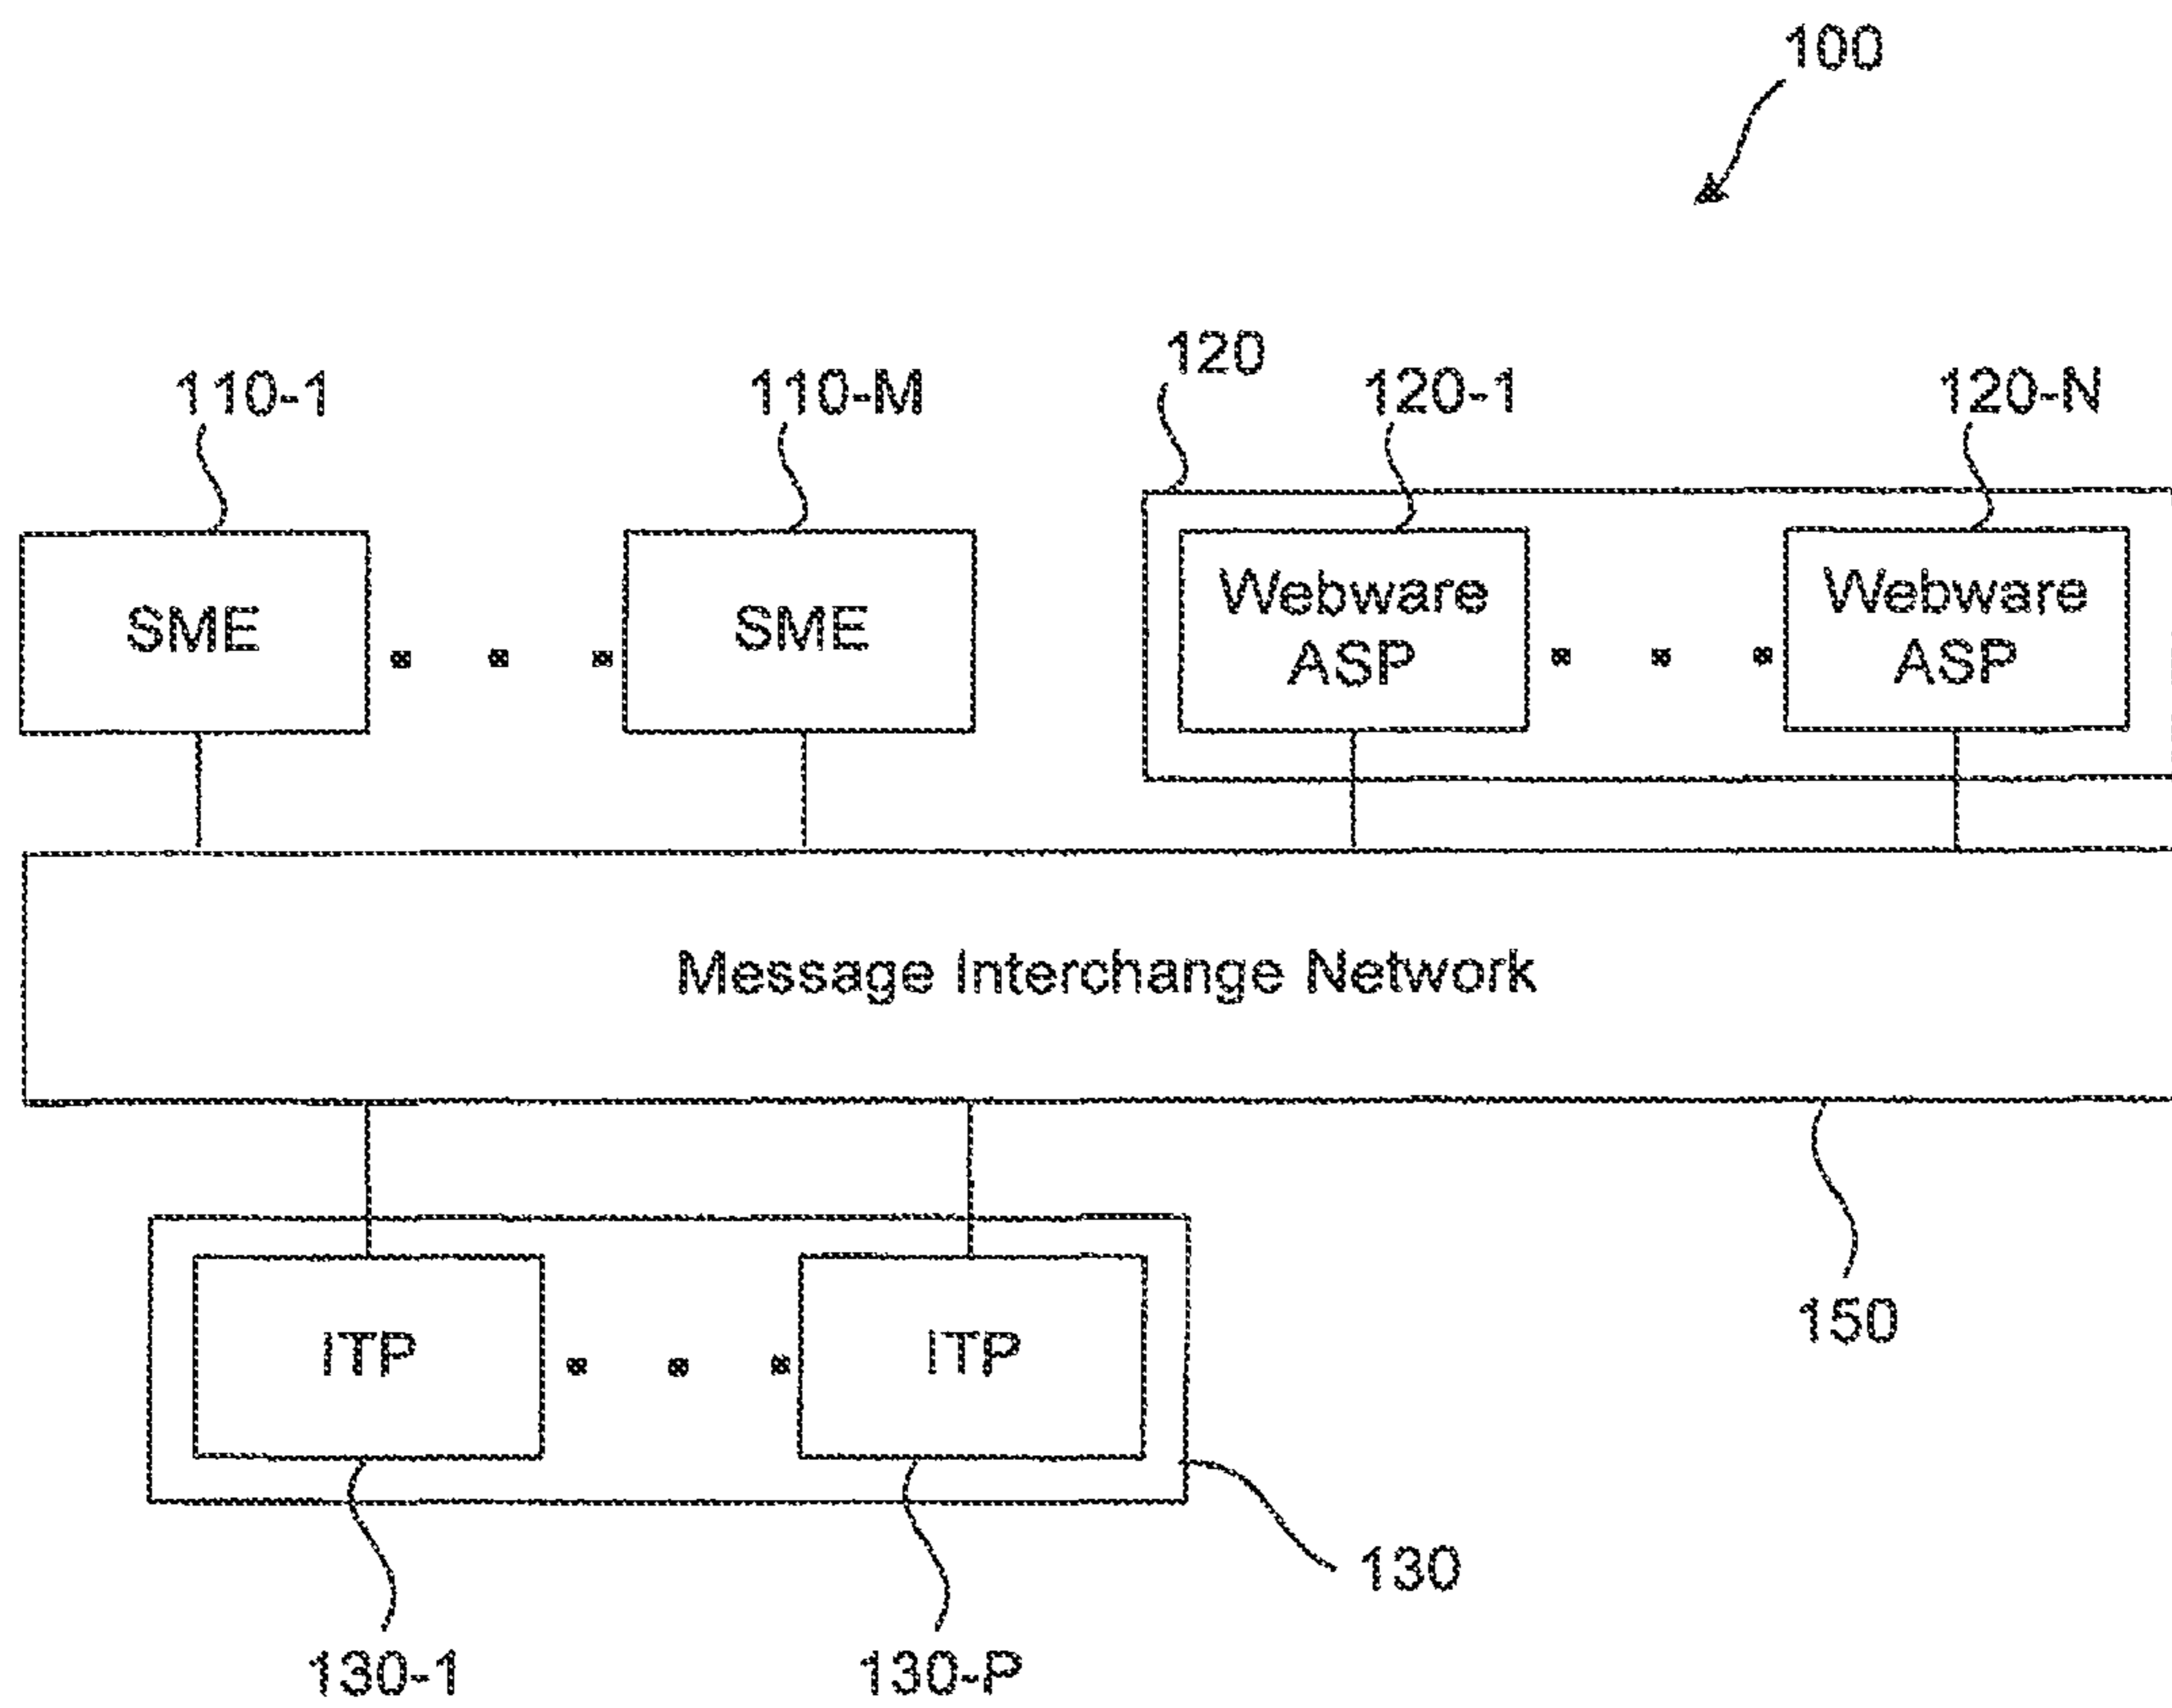 100
120
110-1
110-M
120-1
120-N
SME
SME
Webware
ASP
Webware
ASP
Message Interchange Network
ITP
ITP
150
130
130-1
130-P